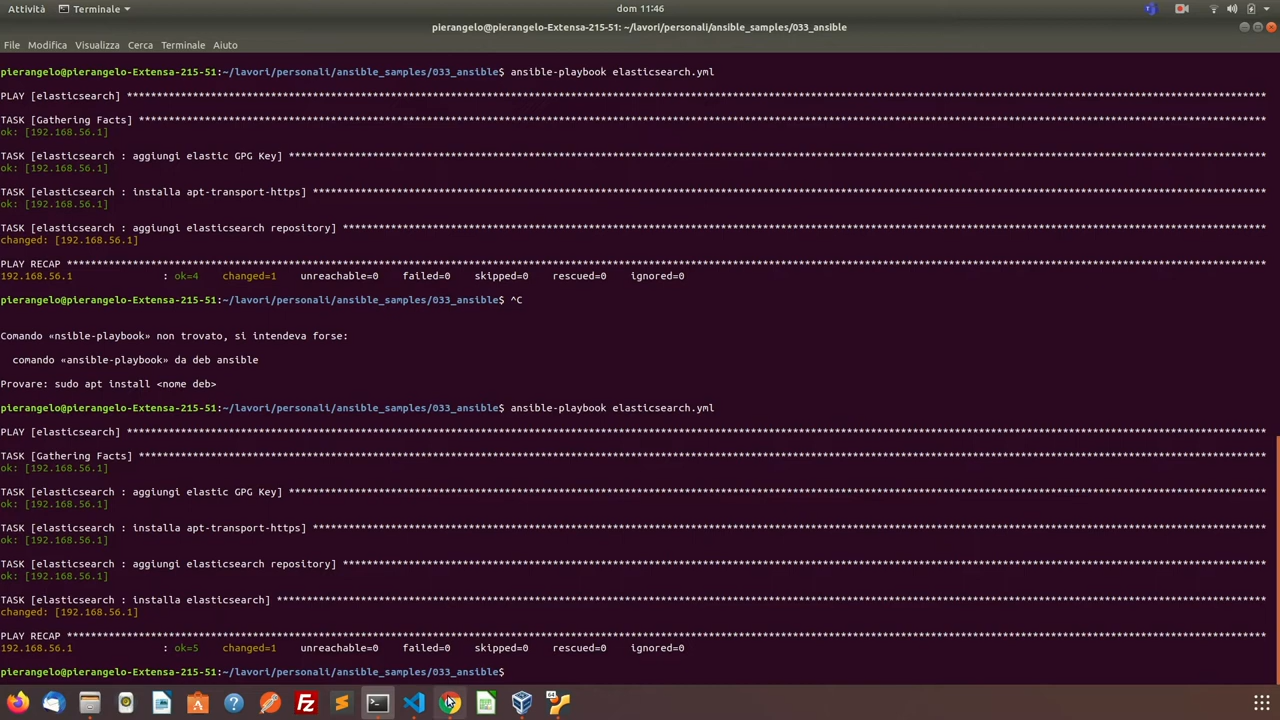 Attività Terminale dom 11:46
pierangelo@pierangelo-Extensa-215-51: ~/lavori/personali/ansible_samples/033_ansible
File Modifica Visualizza Cerca Terminale Aiuto
pierangelo@pierangelo-Extensa-215-51:~/lavori/personali/ansible_samples/033_ansible$ ansible-playbook elasticsearch.yml
PLAY [elasticsearch] ************************************************************
TASK [Gathering Facts] ************************************************************
ok: [192.168.56.1]
TASK [elasticsearch : aggiungi elastic GPG Key] ************************************************************
ok: [192.168.56.1]
TASK [elasticsearch : installa apt-transport-https] ************************************************************
ok: [192.168.56.1]
TASK [elasticsearch : aggiungi elasticsearch repository] ************************************************************
changed: [192.168.56.1]
PLAY RECAP ************************************************************
192.168.56.1 : ok=4 changed=1 unreachable=0 failed=0 skipped=0 rescued=0 ignored=0
pierangelo@pierangelo-Extensa-215-51:~/lavori/personali/ansible_samples/033_ansible$ ^C
Comando «nsible-playbook» non trovato, si intendeva forse:
comando «ansible-playbook» da deb ansible
Provare: sudo apt install <nome deb>
pierangelo@pierangelo-Extensa-215-51:~/lavori/personali/ansible_samples/033_ansible$ ansible-playbook elasticsearch.yml
PLAY [elasticsearch] ************************************************************
TASK [Gathering Facts] ************************************************************
ok: [192.168.56.1]
TASK [elasticsearch : aggiungi elastic GPG Key] ************************************************************
ok: [192.168.56.1]
TASK [elasticsearch : installa apt-transport-https] ************************************************************
ok: [192.168.56.1]
TASK [elasticsearch : aggiungi elasticsearch repository] ************************************************************
ok: [192.168.56.1]
TASK [elasticsearch : installa elasticsearch] ************************************************************
changed: [192.168.56.1]
PLAY RECAP ************************************************************
192.168.56.1 : ok=5 changed=1 unreachable=0 failed=0 skipped=0 rescued=0 ignored=0
pierangelo@pierangelo-Extensa-215-51:~/lavori/personali/ansible_samples/033_ansible$